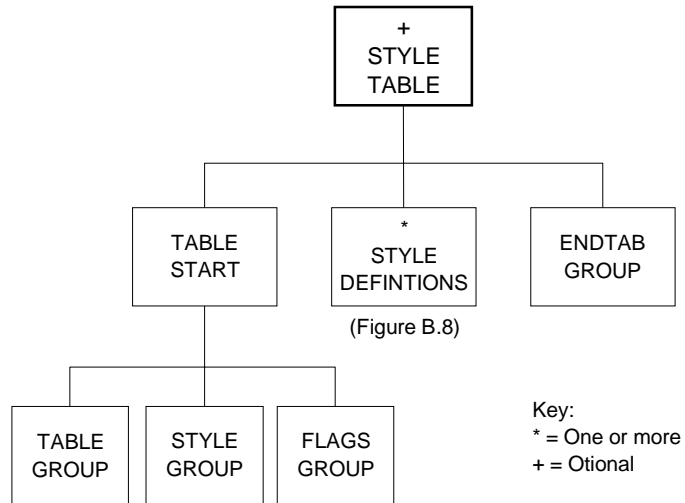 +
STYLE
TABLE
TABLE
START
*
STYLE
DEFINTIONS
ENDTAB
GROUP
(Figure B.8)
TABLE
GROUP
STYLE
GROUP
FLAGS
GROUP
Key:
* = One or more
+ = Otional